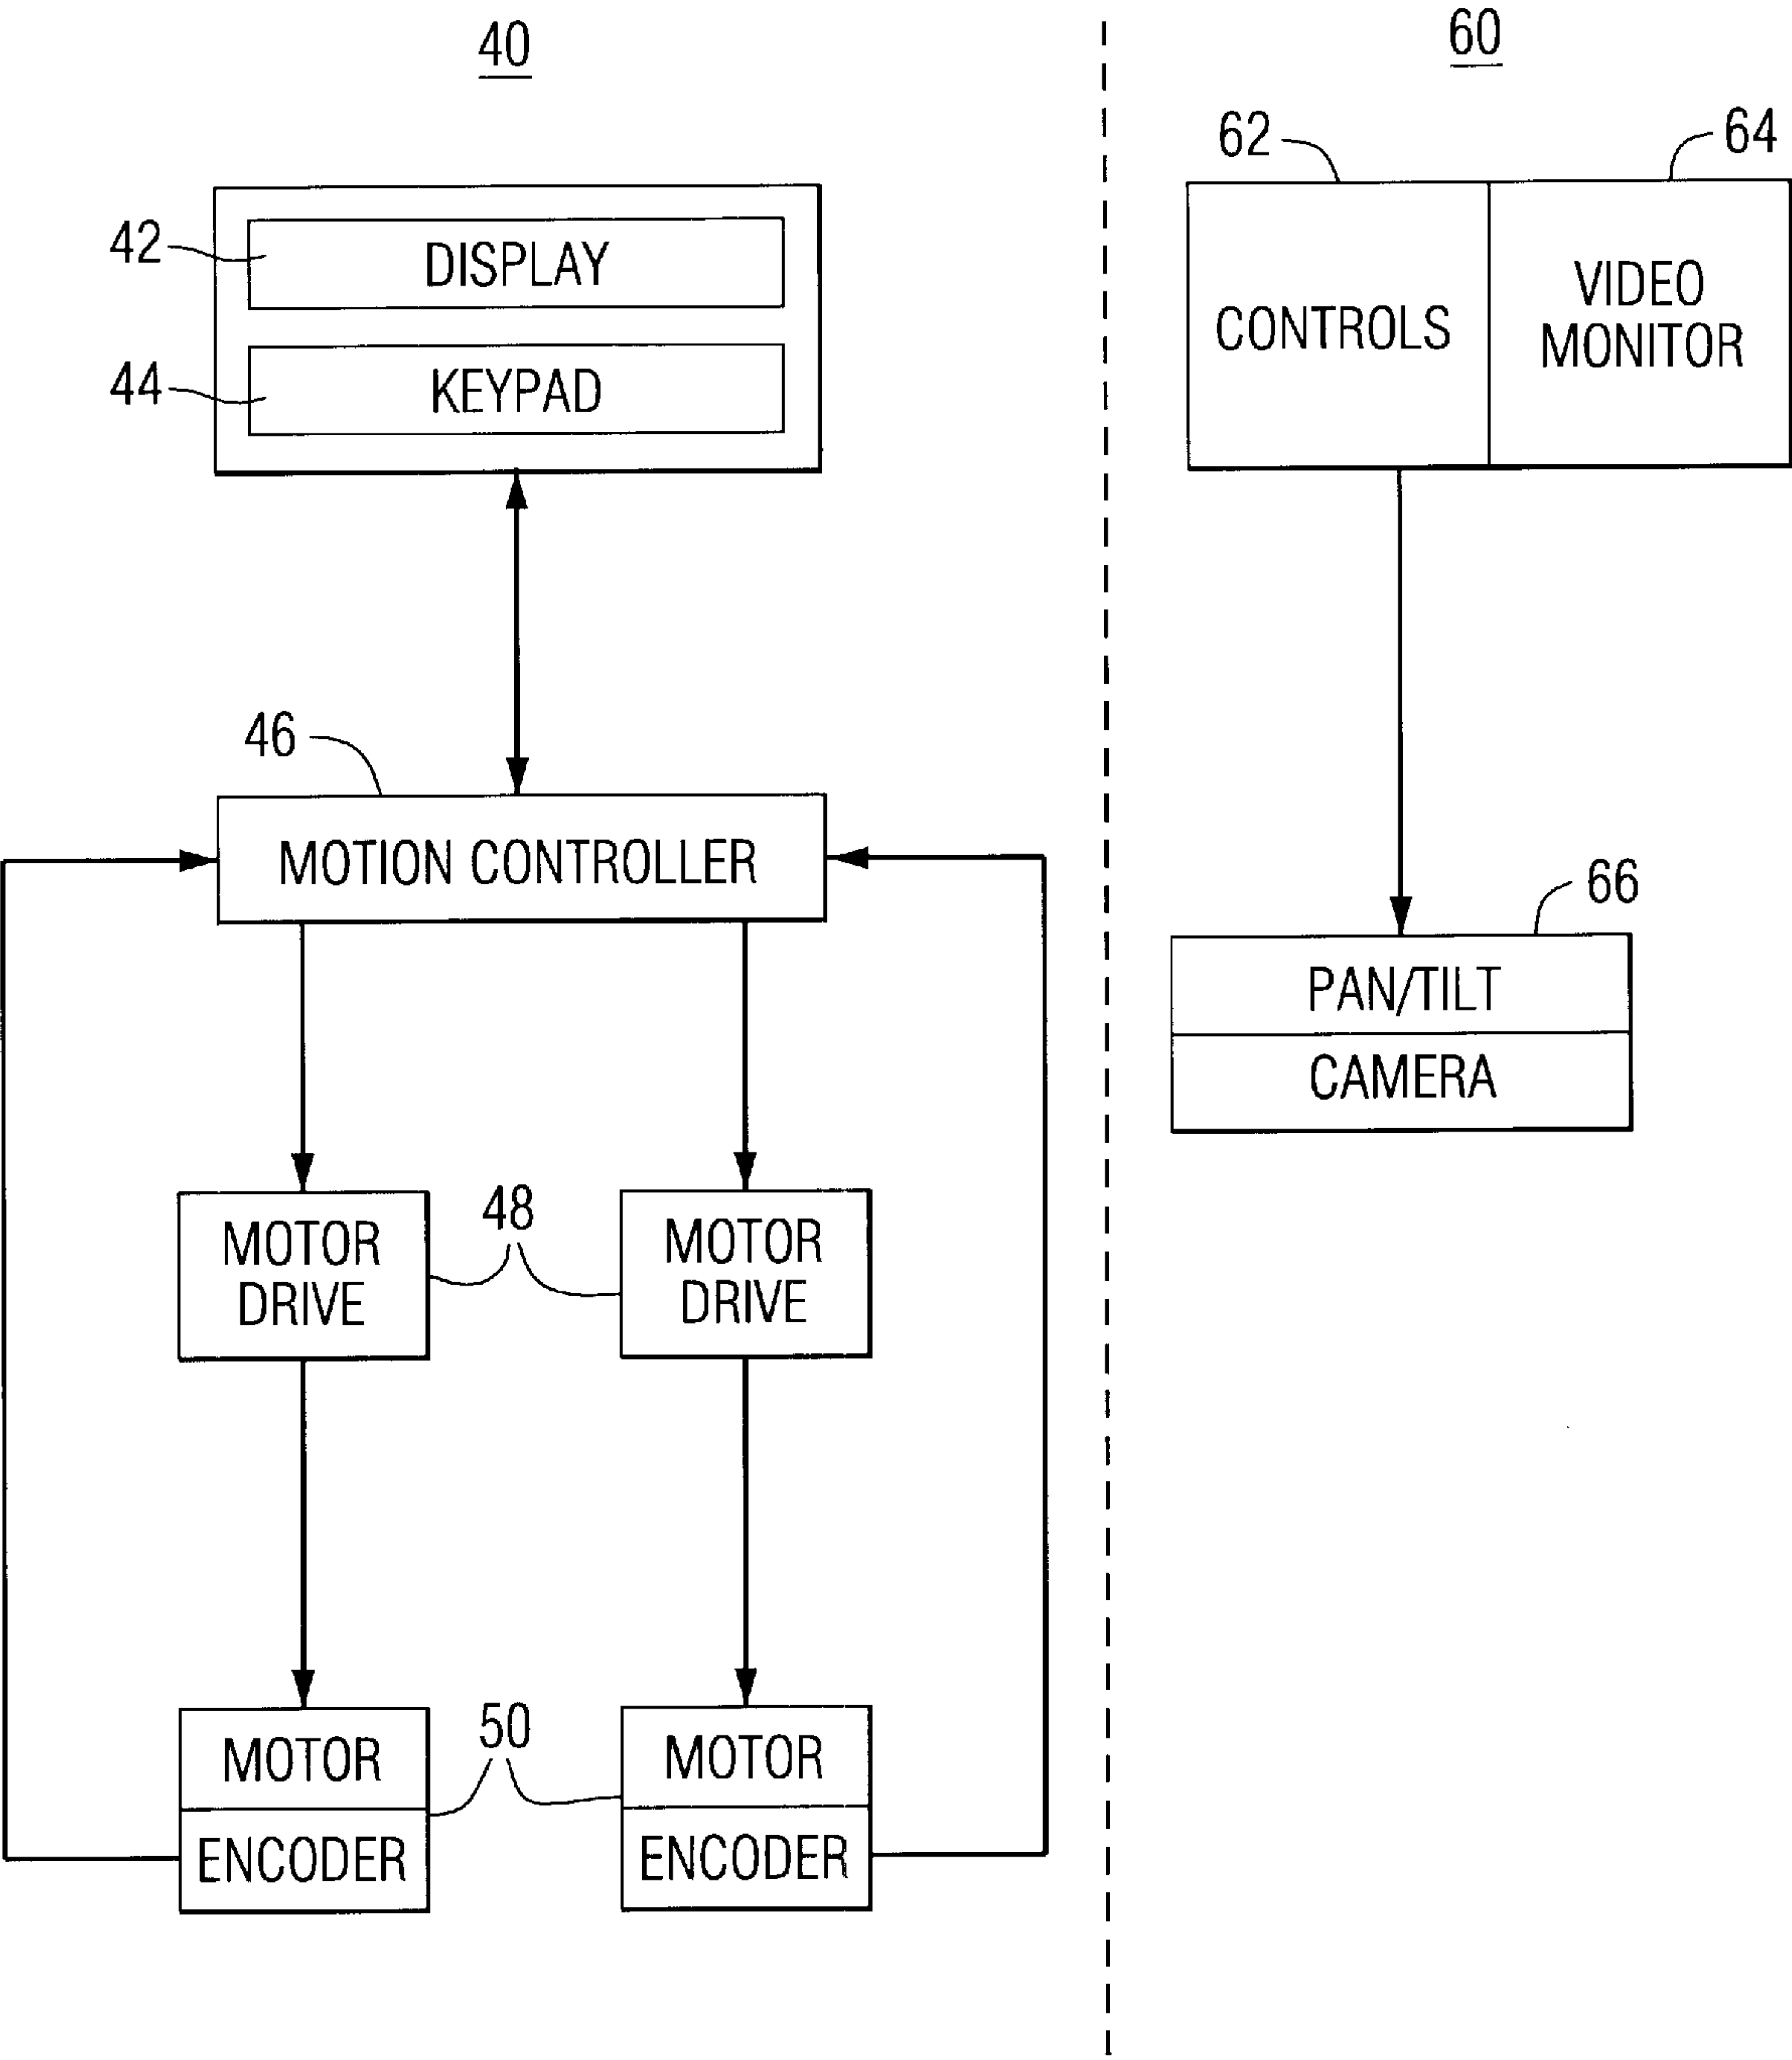 40
60
62
64
42
DISPLAY
44
KEYPAD
CONTROLS
VIDEO
MONITOR
46
MOTION CONTROLLER
66
PAN/TILT
CAMERA
48
MOTOR
DRIVE
MOTOR
DRIVE
50
MOTOR
ENCODER
MOTOR
ENCODER